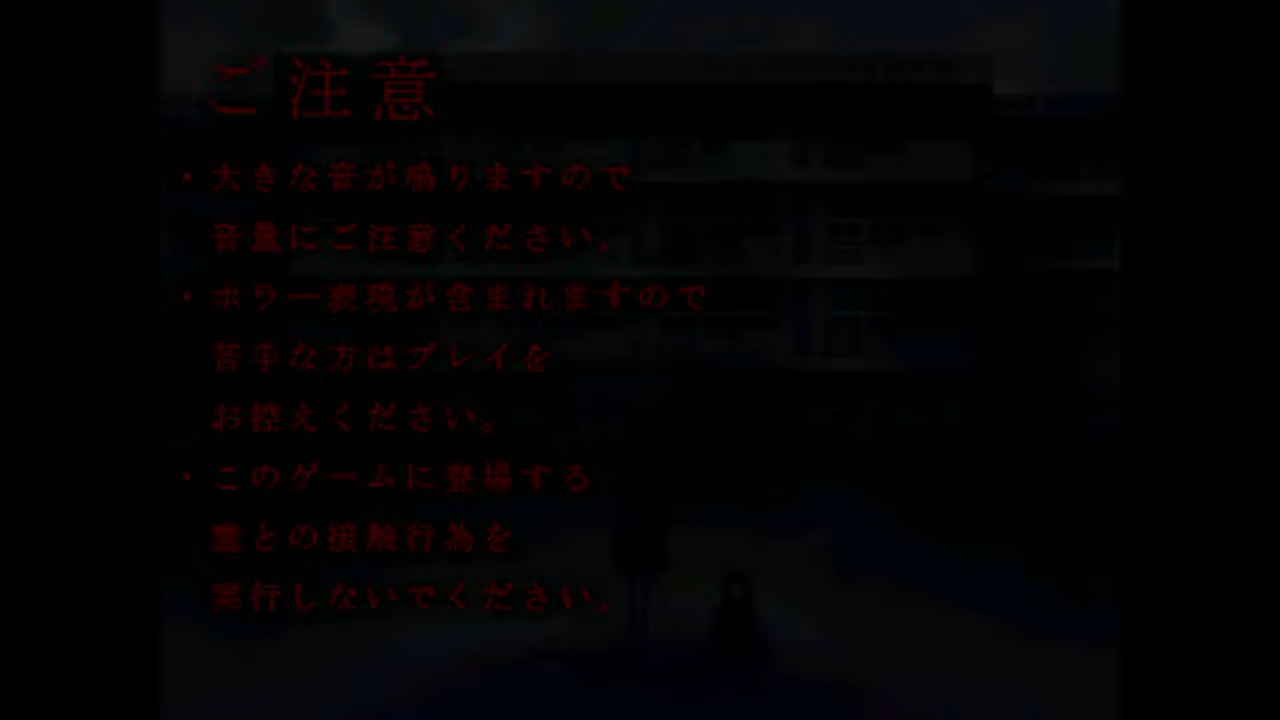 ご注意
・大きな音が鳴りますので
音量にご注意ください。
・ホラー表現が含まれますので
苦手な方はプレイを
お控えください。
・このゲームに登場する
霊との接触行為を
実行しないでください。